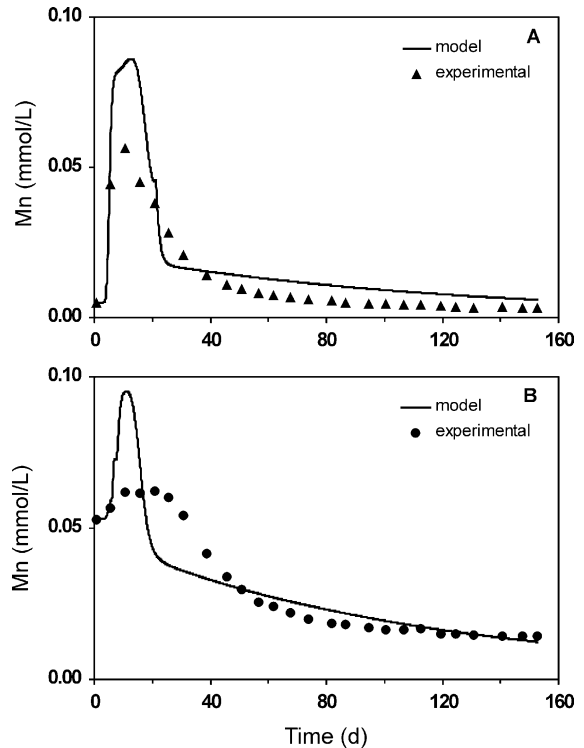 0.10
A
model
experimental
0.05
Mn (mmol/L)
0.00
0
40
80
120
160
0.10
B
model
experimental
0.05
Mn (mmol/L)
0.00
0
40
80
120
160
Time (d)